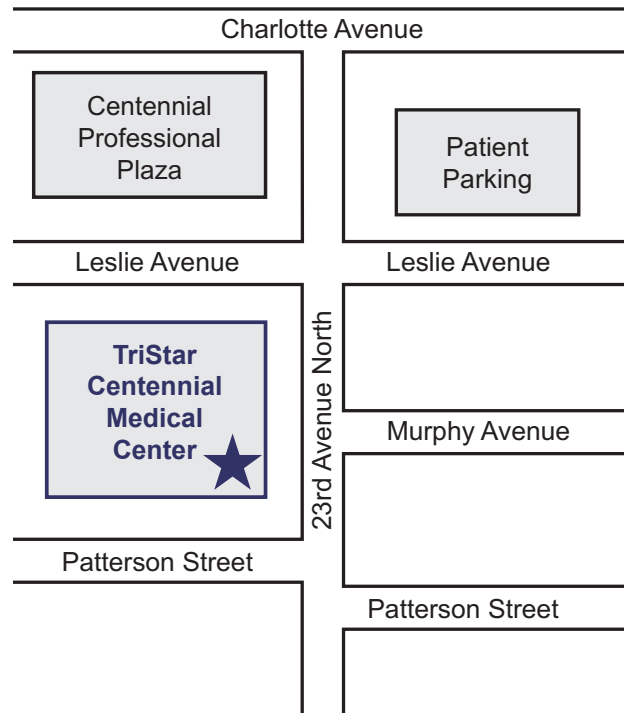 Charlotte Avenue
Centennial
Professional
Plaza
Patient
Parking
Leslie Avenue
Leslie Avenue
TriStar
Centennial
Medical
Center
23rd Avenue North
Murphy Avenue
Patterson Street
Patterson Street